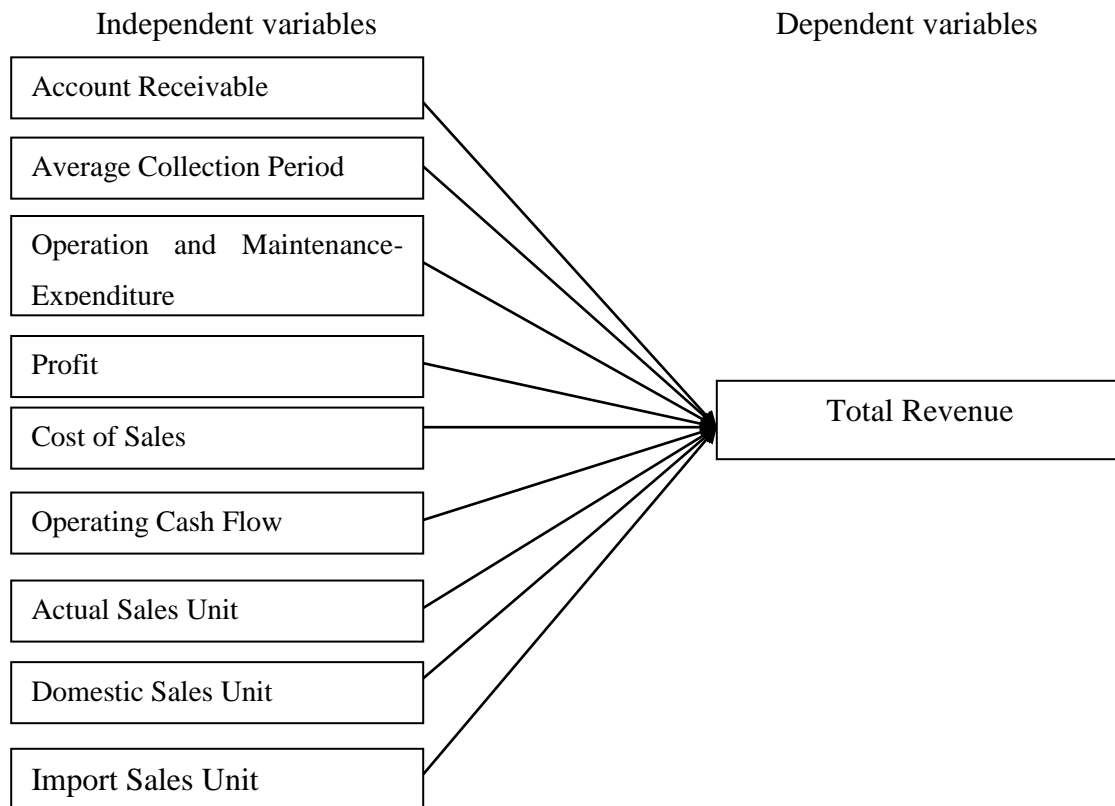 Independent variables
Dependent variables
Account Receivable
Average Collection Period
Operation and Maintenance-
Expenditure
Profit
Total Revenue
Cost of Sales
Operating Cash Flow
Actual Sales Unit
Domestic Sales Unit
Import Sales Unit